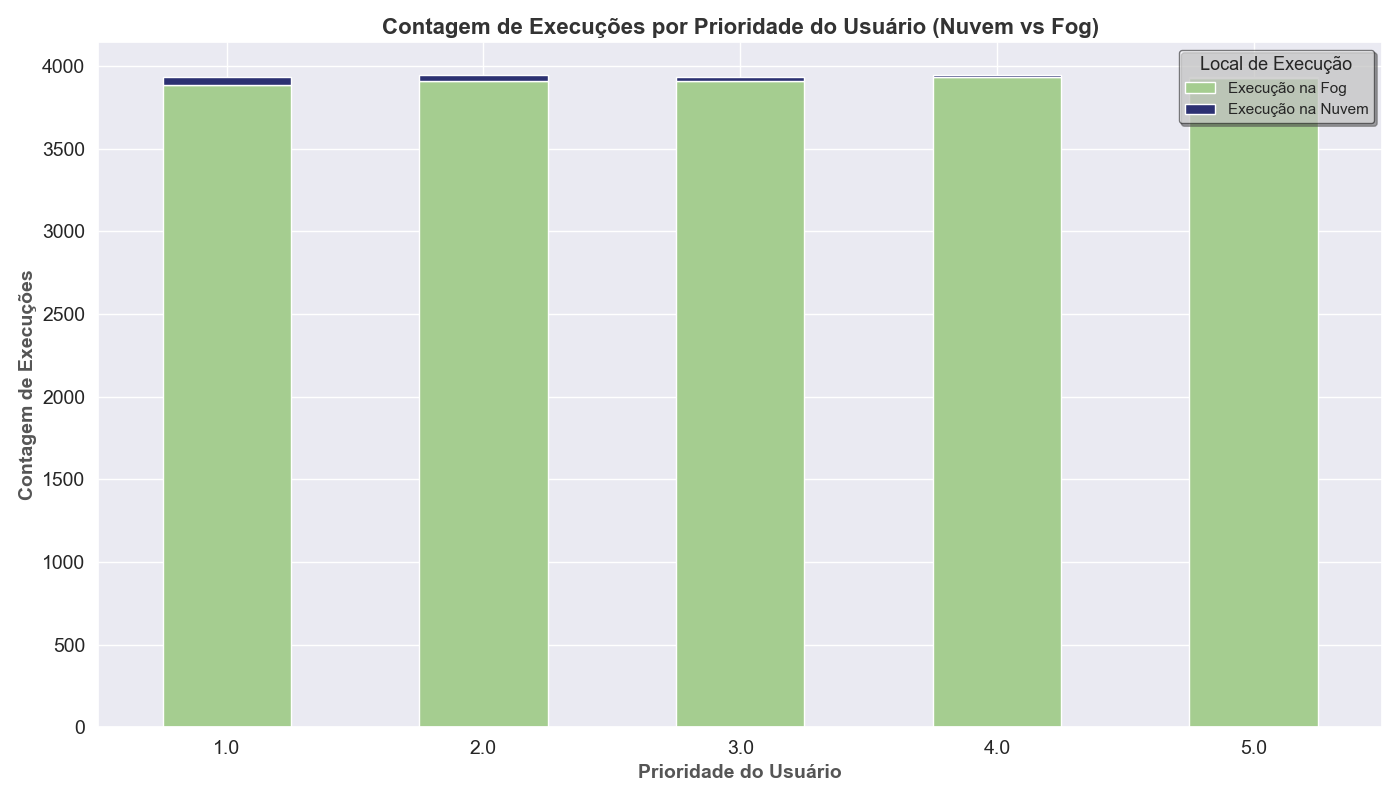 Contagem de Execuções por Prioridade do Usuário (Nuvem vs Fog)
Local de Execução
Execução na Fog
Execução na Nuvem
Contagem de Execuções
4000
3500
3000
2500
2000
1500
1000
500
0
1.0 2.0 3.0 4.0 5.0
Prioridade do Usuário